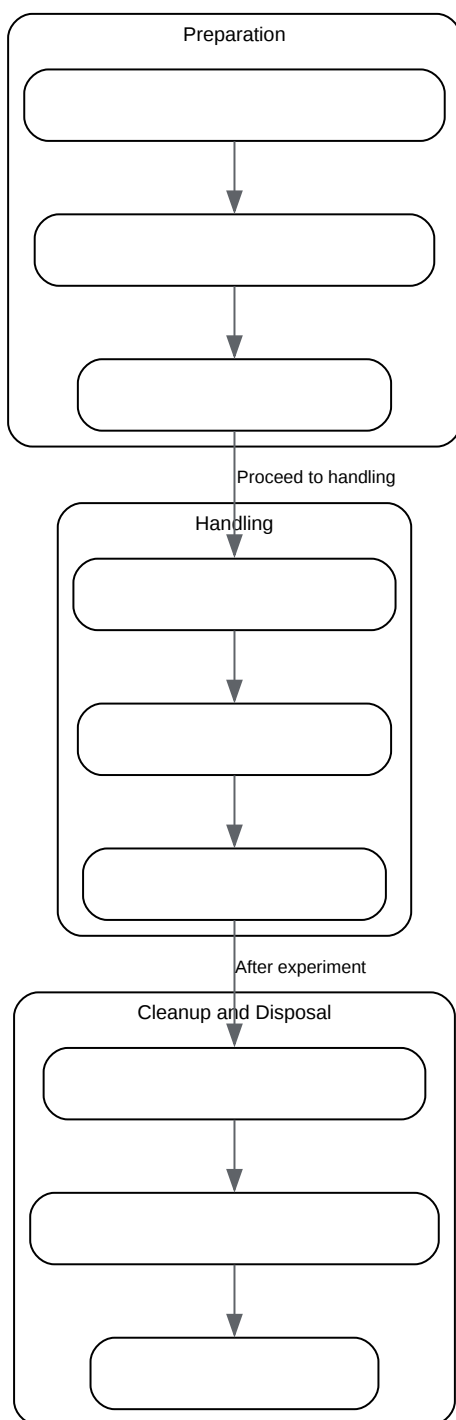 Preparation
Proceed to handling
Handling
After experiment
Cleanup and Disposal